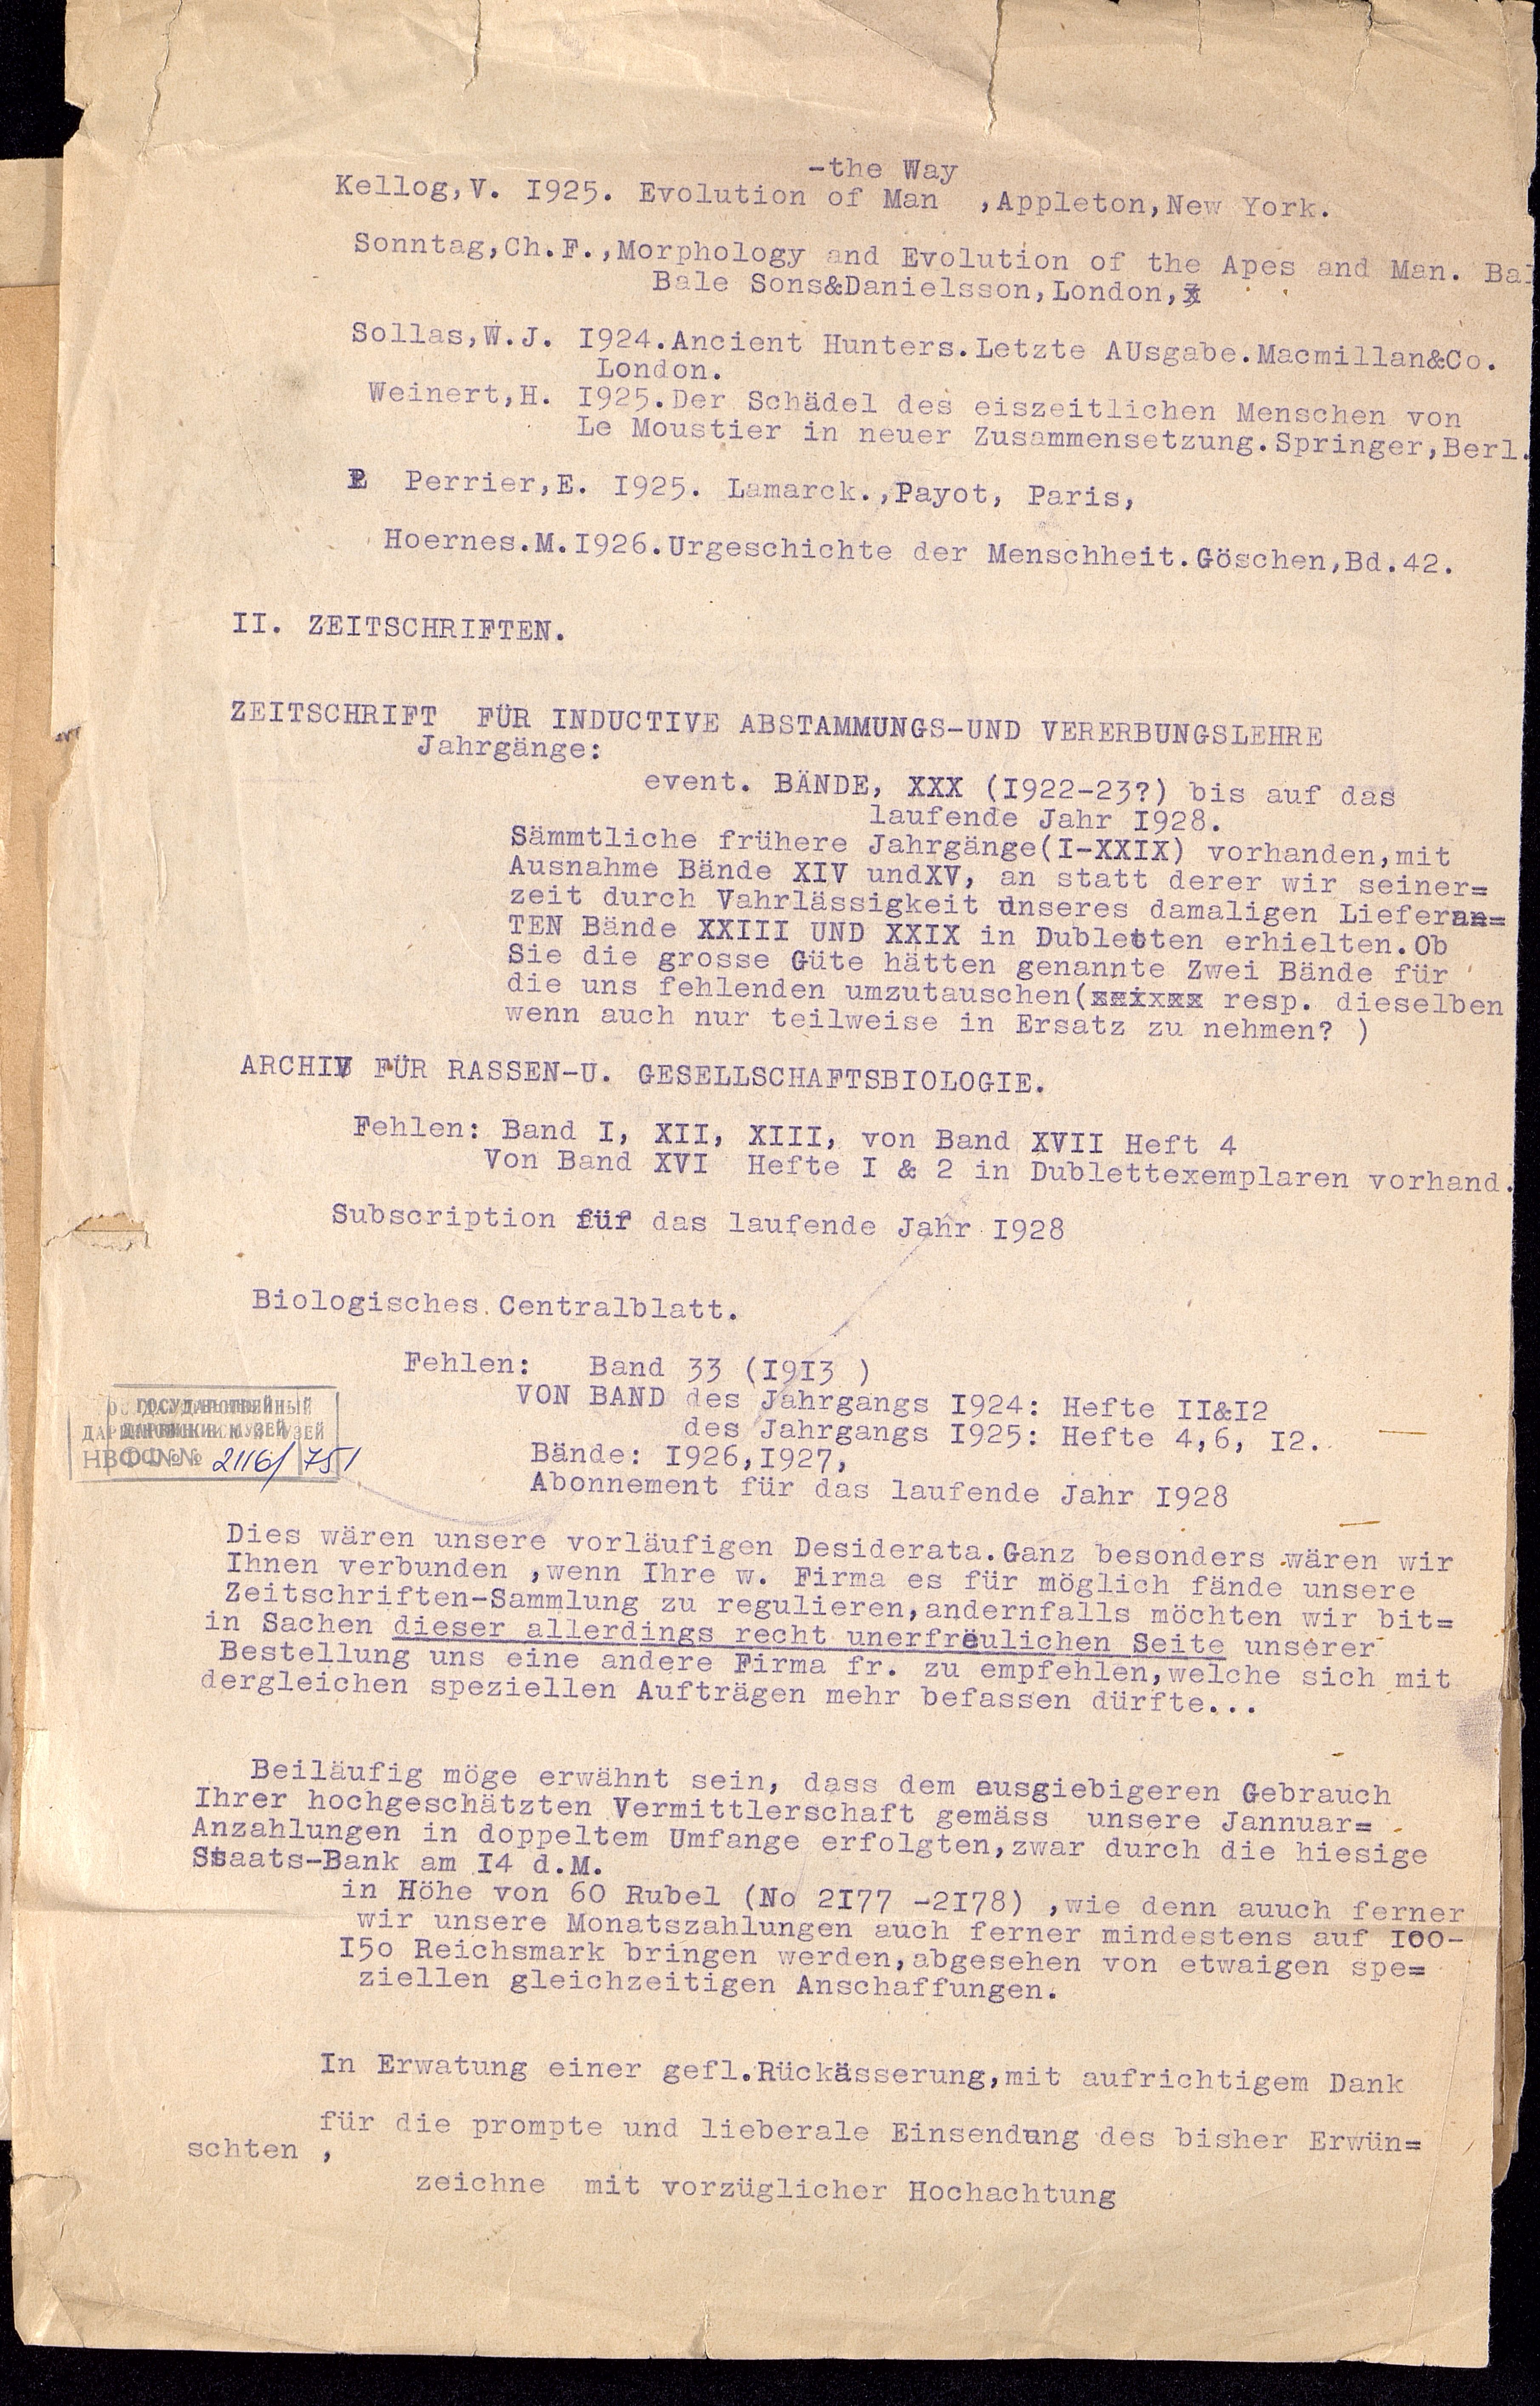 -the Way
Kellog,V. I925. Evolution of Man ,Appleton,New York.
Sonntag,Ch.F.,Morphology and Evolution of the Apes and Man. Bal
Bale Sons&Danielsson,London,
Sollas,W.J. I924.Ancient Hunters.Letzte AUsgabe.Macmillan&Co.
London.
Weinert,H. I925.Der Schädel des eiszeitlichen Menschen von
Le Moustier in neuer Zusammensetzung.Springer,Berl.
Perrier,E. I925. Lamarck.,Payot, Paris,
Hoernes.M.I926.Urgeschichte der Menschheit.Göschen,Bd.42.
II. ZEITSCHRIFTEN.
ZEITSCHRIFT FÜR INDUCTIVE ABSTAMMUNGS-UND VERERBUNGSLEHRE
Jahrgänge:
event. BÄNDE, XXX (I922-23?) bis auf das
laufende Jahr I928.
Sämmtliche frühere Jahrgänge(I-XXIX) vorhanden,mit
Ausnahme Bände XIV undXV, an statt derer wir seiner=
zeit durch Vahrlässigkeit unseres damaligen Lieferan=
TEN Bände XXIII UND XXIX in Dubletten erhielten.Ob
Sie die grosse Güte hätten genannte Zwei Bände für
die uns fehlenden umzutauschen( resp. dieselben
wenn auch nur teilweise in Ersatz zu nehmen? )
ARCHIV FÜR RASSEN-U. GESELLSCHAFTSBIOLOGIE.
Fehlen: Band I, XII, XIII, von Band XVII Heft 4
Von Band XVI Hefte I & 2 in Dublettexemplaren vorhand.
Subscription für das laufende Jahr I928
Biologisches Centralblatt.
Fehlen: Band 33 (I9I3 )
VON BAND des Jahrgangs I924: Hefte II&I2
des Jahrgangs I925: Hefte 4,6, I2.
Bände: I926,I927,
Abonnement für das laufende Jahr I928
ГОСУДАРСТВЕННЫЙ
ДАРВИНОВСКИЙ МУЗЕЙ
НВФ №№ 2116/751
Dies wären unsere vorläufigen Desiderata.Ganz besonders wären wir
Ihnen verbunden ,wenn Ihre w. Firma es für möglich fände unsere
Zeitschriften-Sammlung zu regulieren,andernfalls möchten wir bit=
in Sachen dieser allerdings recht unerfreulichen Seite unserer
Bestellung uns eine andere Firma fr. zu empfehlen,welche sich mit
dergleichen speziellen Aufträgen mehr befassen dürfte...
Beiläufig möge erwähnt sein, dass dem ausgiebigeren Gebrauch
Ihrer hochgeschätzten Vermittlerschaft gemäss unsere Jannuar=
Anzahlungen in doppeltem Umfange erfolgten,zwar durch die hiesige
Staats-Bank am I4 d.M.
in Höhe von 60 Rubel (No 2I77 -2I78) ,wie denn auuch ferner
wir unsere Monatszahlungen auch ferner mindestens auf I00-
I5o Reichsmark bringen werden,abgesehen von etwaigen spe=
ziellen gleichzeitigen Anschaffungen.
In Erwatung einer gefl.Rückässerung,mit aufrichtigem Dank
für die prompte und lieberale Einsendung des bisher Erwün=
schten ,
zeichne mit vorzüglicher Hochachtung